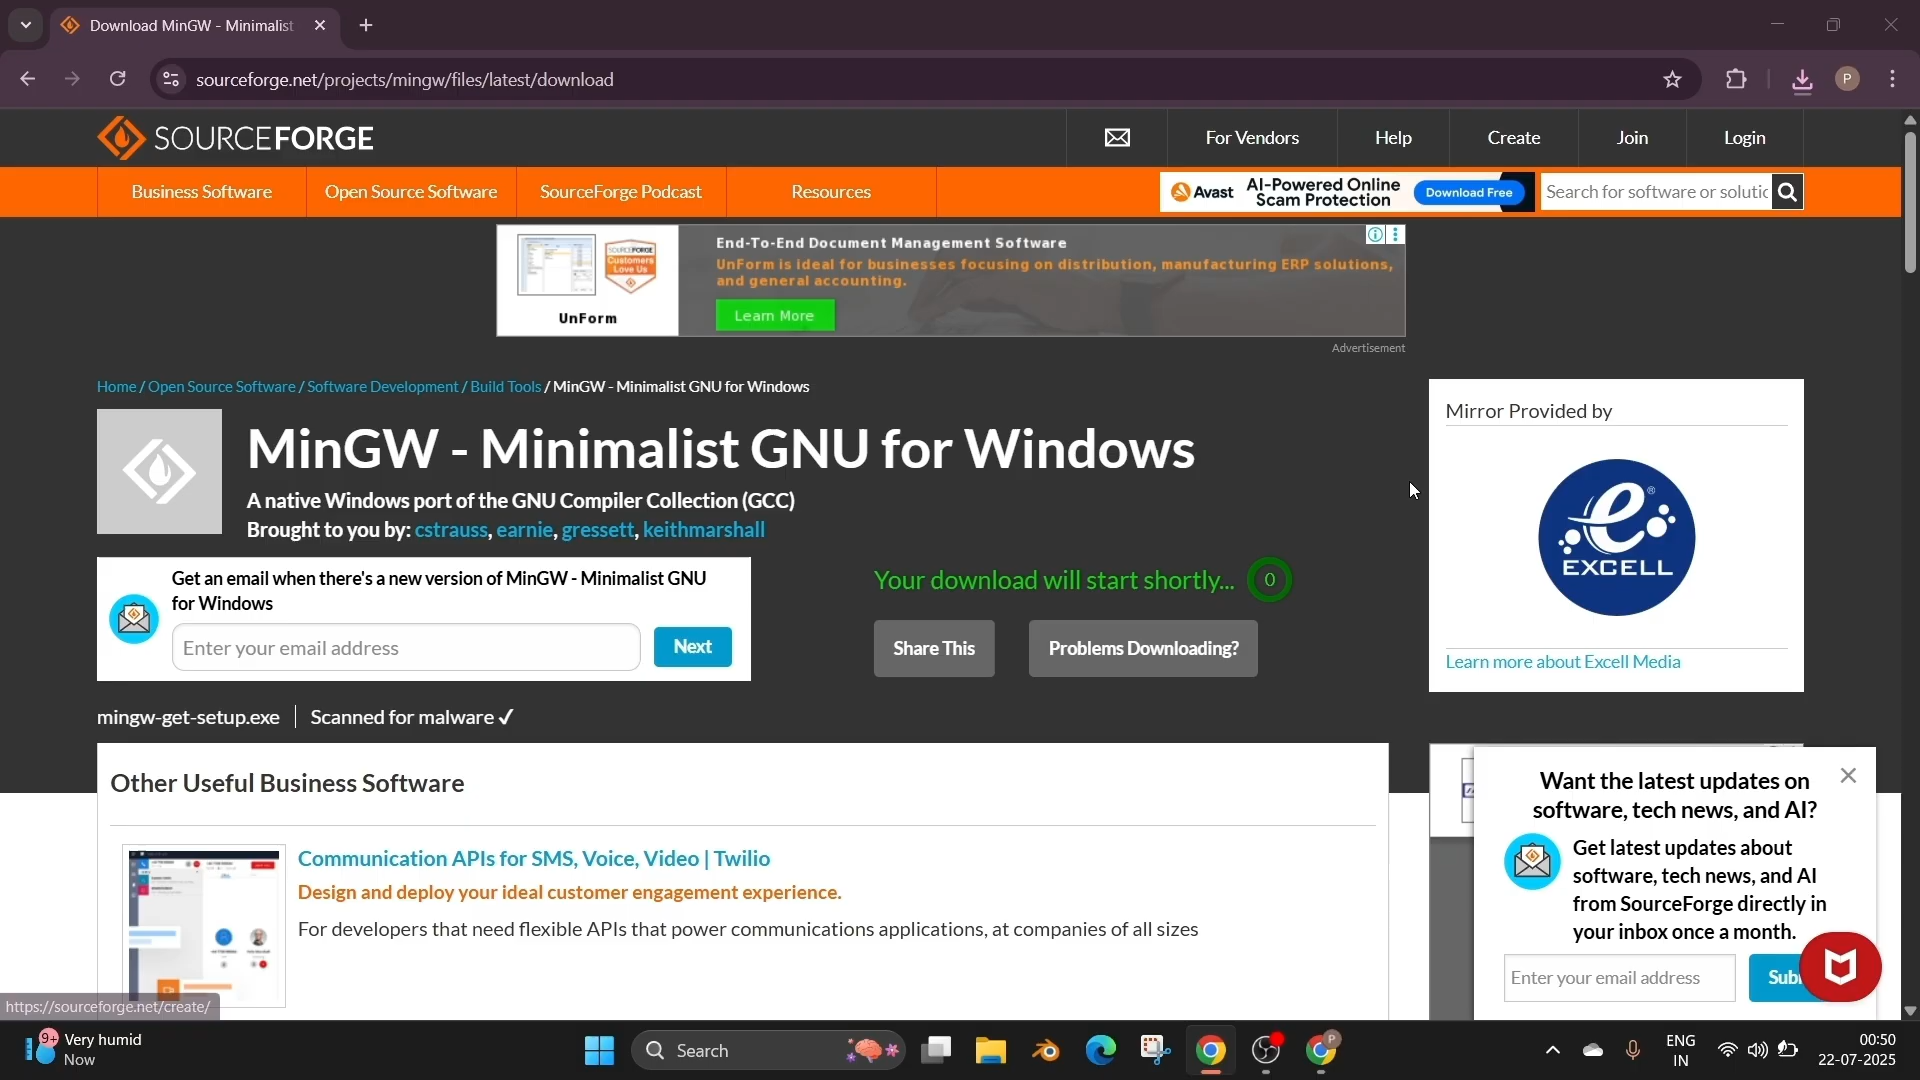 Download MinGW - Minimalist
sourceforge.net/projects/mingw/files/latest/download
P
SOURCEFORGE
For Vendors
Help
Create
Join
Login
Business Software
Open Source Software
SourceForge Podcast
Resources
Avast
AI-Powered Online
Scam Protection
Download Free
Search for software or solutic
SOURCEFORGE
Customers
Love Us
UnForm
End-To-End Document Management Software
UnForm is ideal for businesses focusing on distribution, manufacturing ERP solutions,
and general accounting.
Learn More
Advertisement
Home / Open Source Software / Software Development / Build Tools / MinGW - Minimalist GNU for Windows
MinGW - Minimalist GNU for Windows
A native Windows port of the GNU Compiler Collection (GCC)
Brought to you by: cstrauss, earnie, gressett, keithmarshall
Mirror Provided by
e®
EXCELL
Learn more about Excell Media
Get an email when there's a new version of MinGW - Minimalist GNU
for Windows
Enter your email address
Next
Your download will start shortly... 0
Share This
Problems Downloading?
mingw-get-setup.exe
Scanned for malware ✓
Other Useful Business Software
Communication APIs for SMS, Voice, Video | Twilio
Design and deploy your ideal customer engagement experience.
For developers that need flexible APIs that power communications applications, at companies of all sizes
Want the latest updates on
software, tech news, and AI?
Get latest updates about
software, tech news, and AI
from SourceForge directly in
your inbox once a month.
Enter your email address
Sub
https://sourceforge.net/create/
9+
Very humid
Now
Search
P
ENG
IN
00:50
22-07-2025